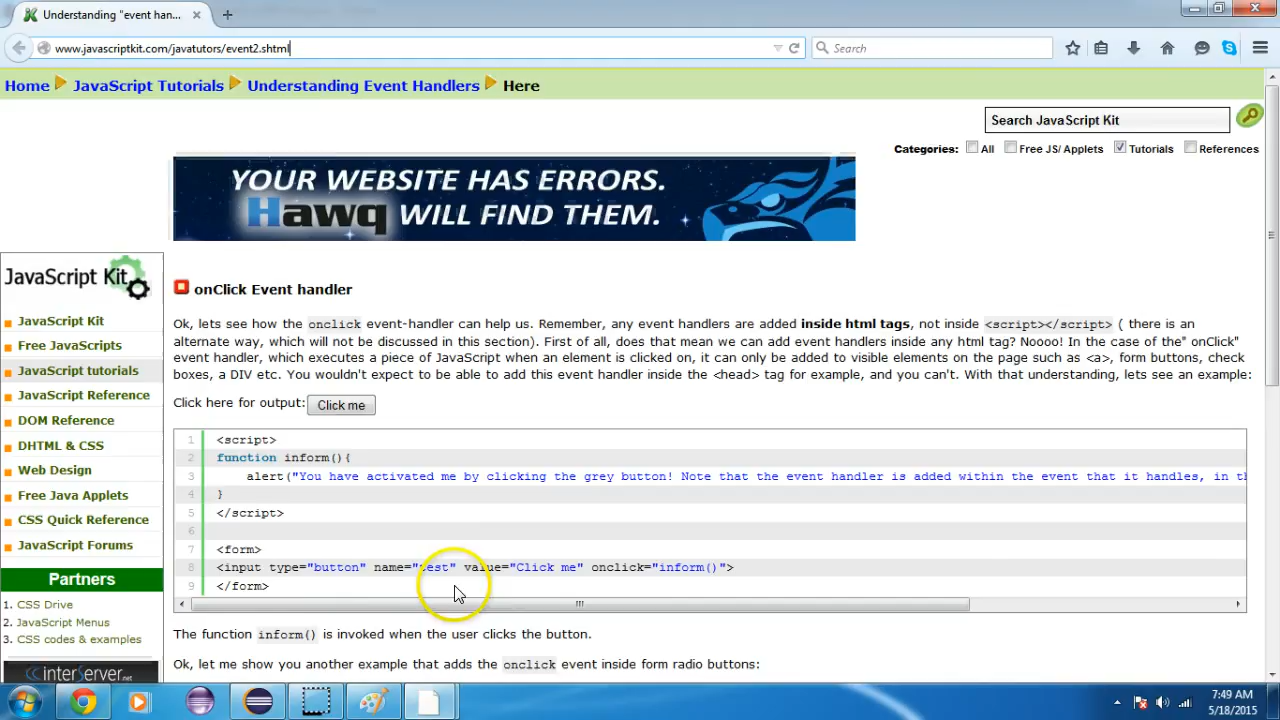 Understanding "event han...
www.javascriptkit.com/javatutors/event2.shtml
Search
Home JavaScript Tutorials Understanding Event Handlers Here
Search JavaScript Kit
Categories: All Free JS/ Applets Tutorials References
YOUR WEBSITE HAS ERRORS.
Hawq WILL FIND THEM.
JavaScript Kit
JavaScript Kit
Free JavaScripts
JavaScript tutorials
JavaScript Reference
DOM Reference
DHTML & CSS
Web Design
Free Java Applets
CSS Quick Reference
JavaScript Forums
Partners
1. CSS Drive
2. JavaScript Menus
3. CSS codes & examples
interServer.net
onClick Event handler
Ok, lets see how the onclick event-handler can help us. Remember, any event handlers are added inside html tags, not inside <script></script> ( there is an
alternate way, which will not be discussed in this section). First of all, does that mean we can add event handlers inside any html tag? Noooo! In the case of the" onClick"
event handler, which executes a piece of JavaScript when an element is clicked on, it can only be added to visible elements on the page such as <a>, form buttons, check
boxes, a DIV etc. You wouldn't expect to be able to add this event handler inside the <head> tag for example, and you can't. With that understanding, lets see an example:
Click here for output: Click me
1 <script>
2 function inform(){
3 alert("You have activated me by clicking the grey button! Note that the event handler is added within the event that it handles, in th
4 }
5 </script>
6
7 <form>
8 <input type="button" name="test" value="Click me" onclick="inform()">
9 </form>
The function inform() is invoked when the user clicks the button.
Ok, let me show you another example that adds the onclick event inside form radio buttons:
7:49 AM
5/18/2015